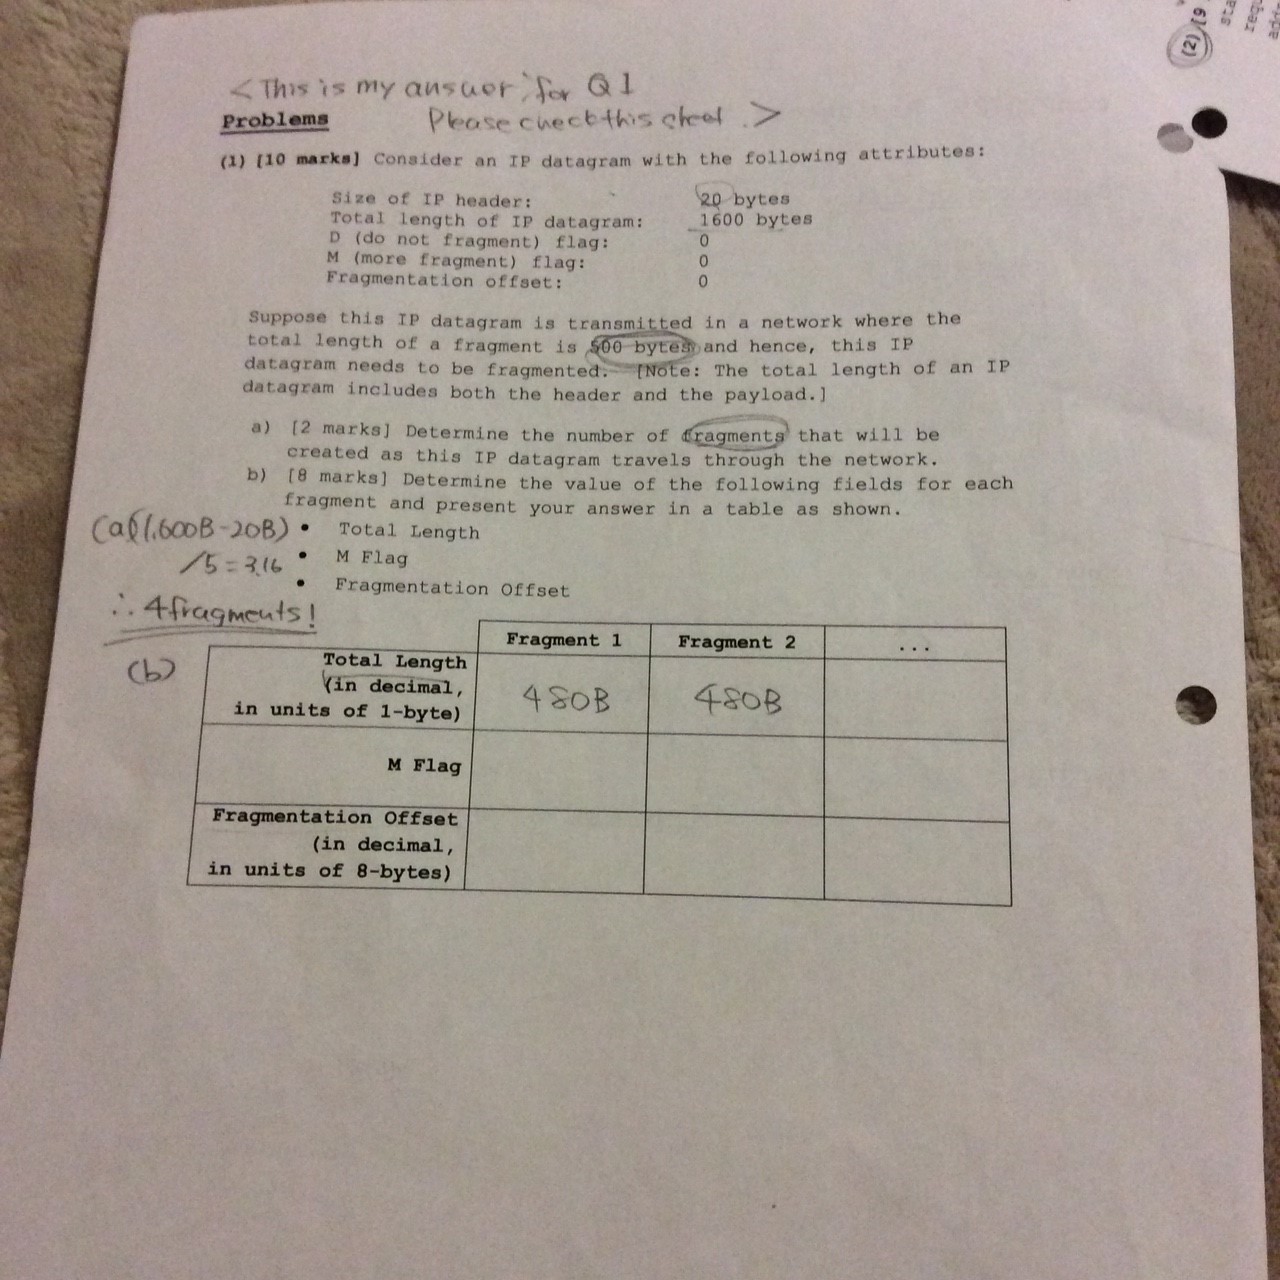 <This is my answer for Q1
Please check this sheet.>
Problems
(1) [10 marks] Consider an IP datagram with the following attributes:
Size of IP header: 20 bytes
Total length of IP datagram: 1600 bytes
D (do not fragment) flag: 0
M (more fragment) flag: 0
Fragmentation offset: 0
Suppose this IP datagram is transmitted in a network where the
total length of a fragment is 500 bytes and hence, this IP
datagram needs to be fragmented. [Note: The total length of an IP
datagram includes both the header and the payload.]
a) [2 marks] Determine the number of fragments that will be
created as this IP datagram travels through the network.
b) [8 marks] Determine the value of the following fields for each
fragment and present your answer in a table as shown.
• Total Length
• M Flag
• Fragmentation Offset
(a) (1,600B-20B)
/5=3.16
∴ 4 fragments!
(b)
Fragment 1 Fragment 2 ...
Total Length
(in decimal,
in units of 1-byte) 480B 480B
M Flag
Fragmentation Offset
(in decimal,
in units of 8-bytes)
(2) [9
sta
req